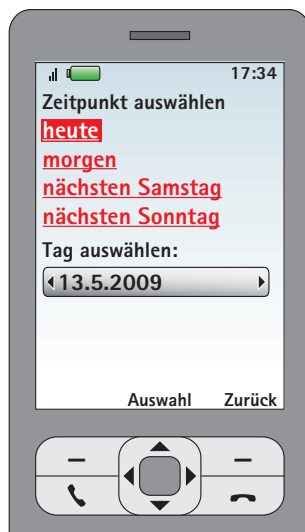 17:34
Zeitpunkt auswählen
heute
morgen
nächsten Samstag
nächsten Sonntag
Tag auswählen:
13.5.2009
Auswahl Zurück